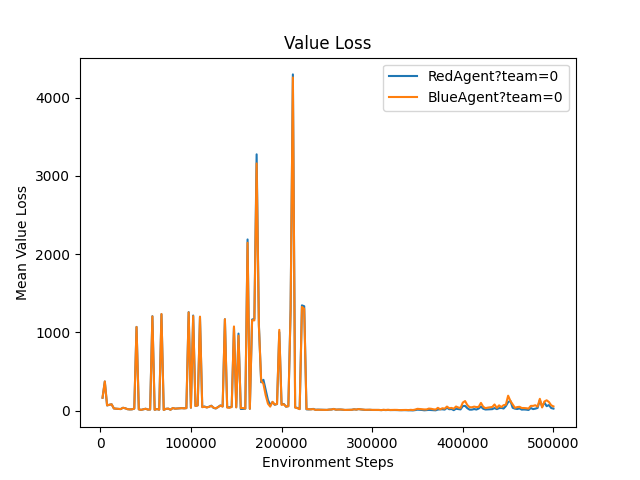 Value Loss
RedAgent?team=0
BlueAgent?team=0
4000
3000
2000
1000
0
Mean Value Loss
0
100000
200000
300000
400000
500000
Environment Steps